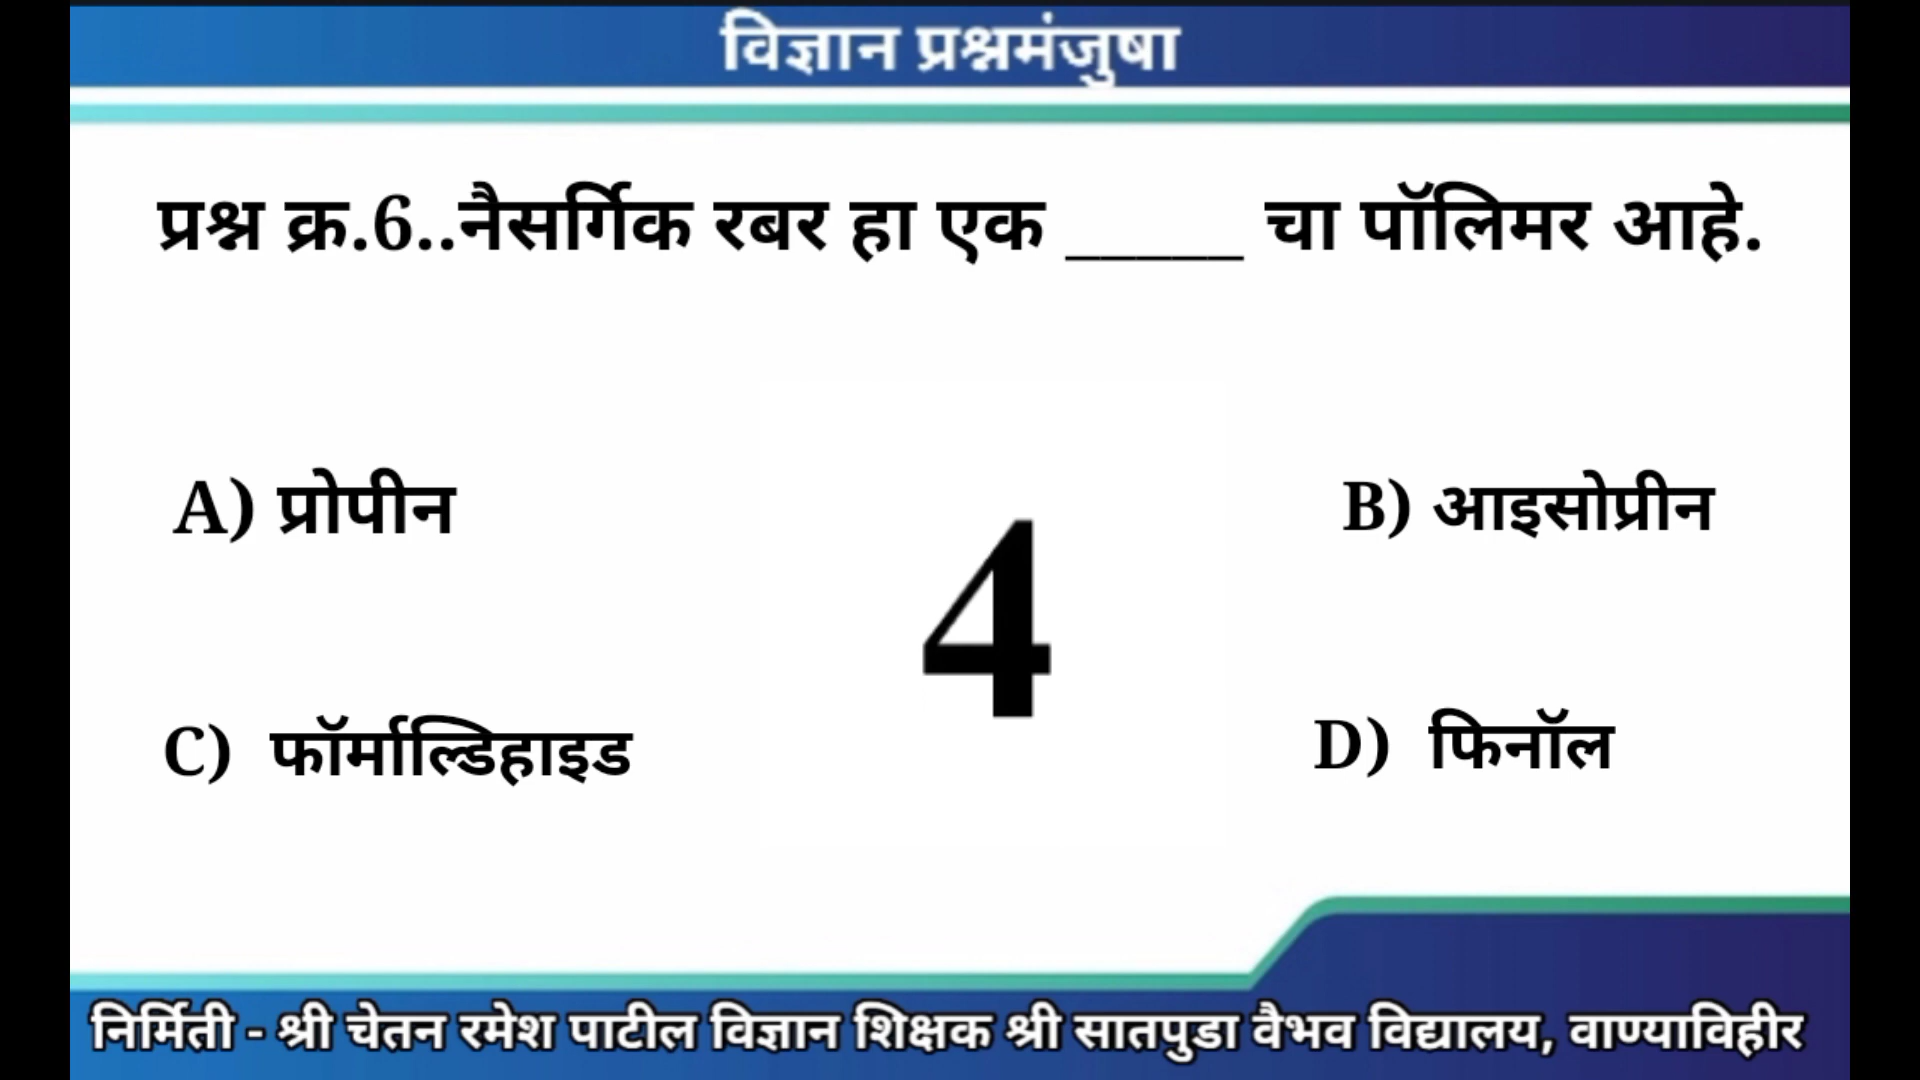 विज्ञान प्रश्नमंजुषा
प्रश्न क्र.6..नैसर्गिक रबर हा एक _____ चा पॉलिमर आहे.
A) प्रोपीन
B) आइसोप्रीन
4
C) फॉर्माल्डिहाइड
D) फिनॉल
निर्मिती - श्री चेतन रमेश पाटील विज्ञान शिक्षक श्री सातपुडा वैभव विद्यालय, वाण्याविहीर